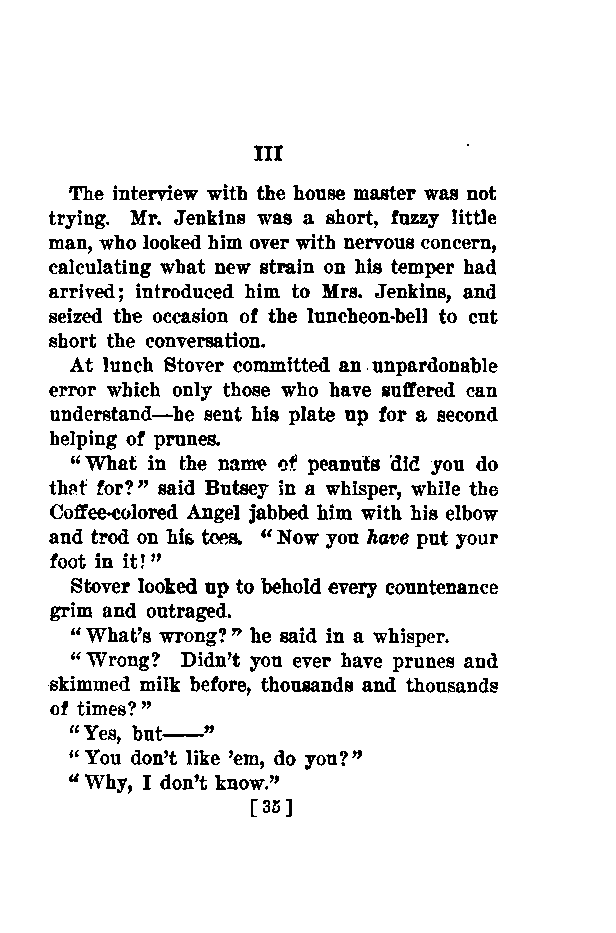 III
The interview with the house master was not
trying. Mr. Jenkins was a short, fuzzy little
man, who looked him over with nervous concern,
calculating what new strain on his temper had
arrived; introduced him to Mrs. Jenkins, and
seized the occasion of the luncheon-bell to cut
short the conversation.
At lunch Stover committed an unpardonable
error which only those who have suffered can
understand—he sent his plate up for a second
helping of prunes.
"What in the name of peanuts did you do
that for?" said Butsey in a whisper, while the
Coffee-colored Angel jabbed him with his elbow
and trod on his toes. "Now you have put your
foot in it!"
Stover looked up to behold every countenance
grim and outraged.
"What's wrong?" he said in a whisper.
"Wrong? Didn't you ever have prunes and
skimmed milk before, thousands and thousands
of times?"
"Yes, but——"
"You don't like 'em, do you?"
"Why, I don't know."
[35]